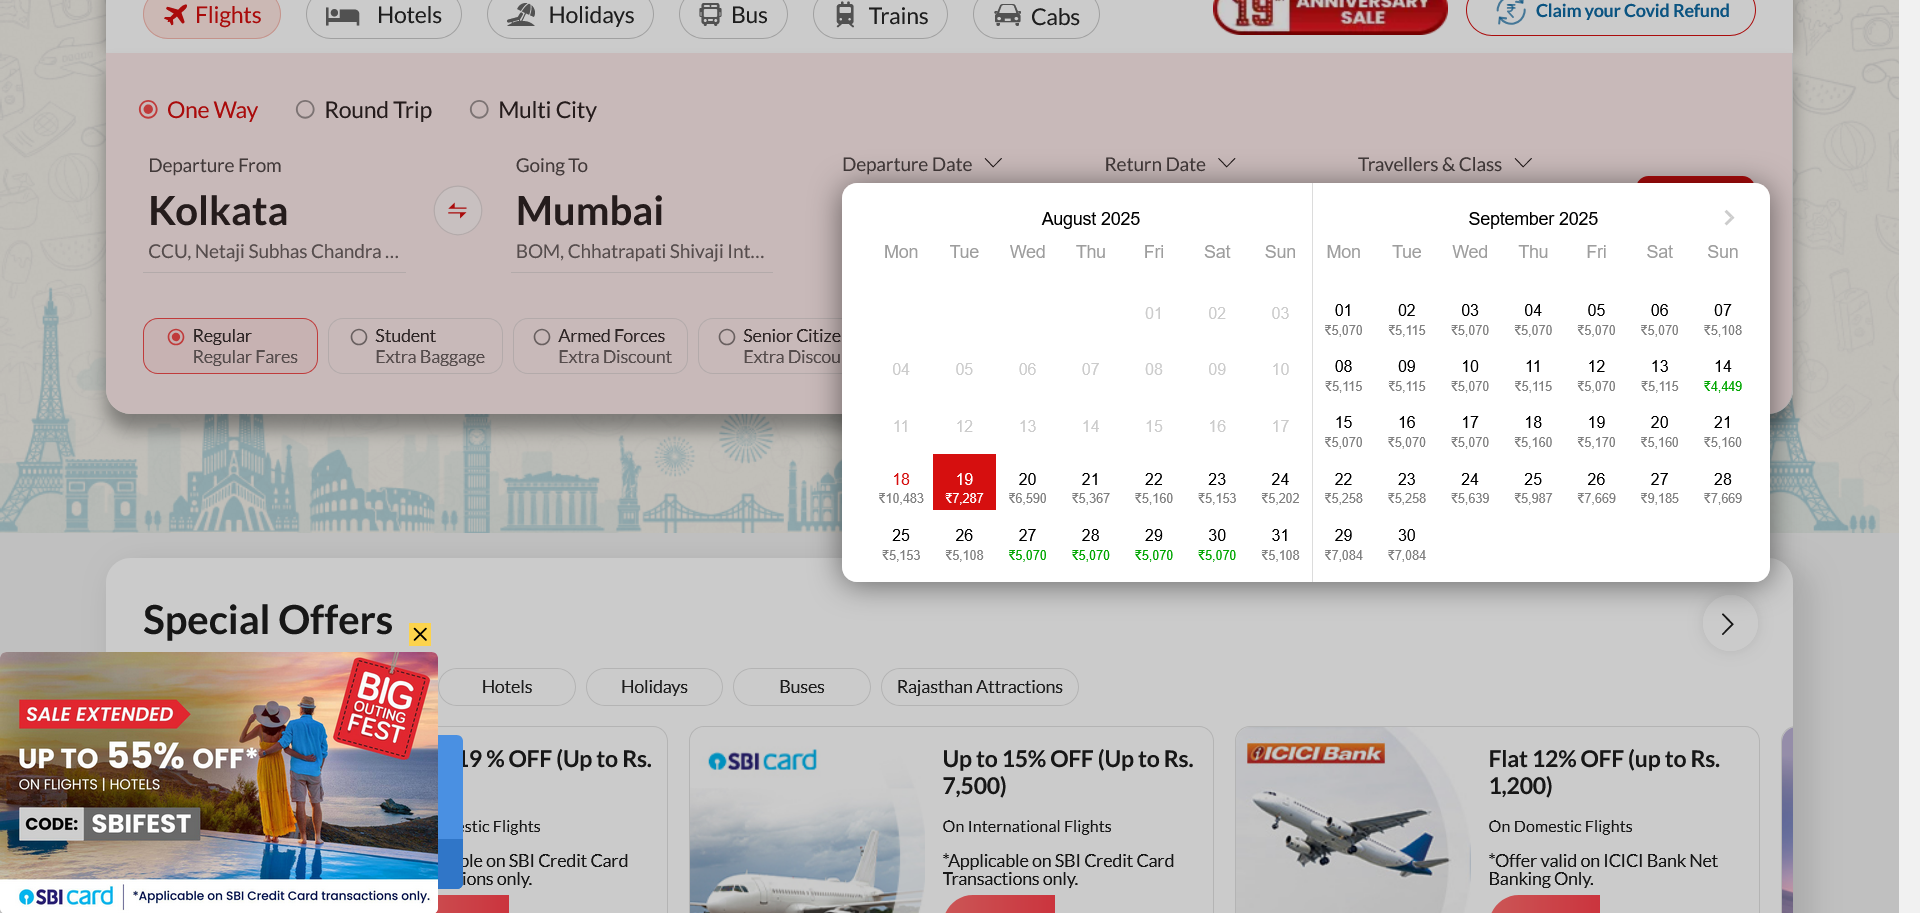 Flights
Hotels
Holidays
Bus
Trains
Cabs
19TH ANNIVERSARY SALE
Claim your Covid Refund
One Way
Round Trip
Multi City
Departure From
Going To
Departure Date
Return Date
Travellers & Class
Kolkata
Mumbai
CCU, Netaji Subhas Chandra ...
BOM, Chhatrapati Shivaji Int...
Regular
Regular Fares
Student
Extra Baggage
Armed Forces
Extra Discount
Senior Citize
Extra Discou
August 2025
Mon Tue Wed Thu Fri Sat Sun
01 02 03
04 05 06 07 08 09 10
11 12 13 14 15 16 17
18 19 20 21 22 23 24
₹10,483 ₹7,287 ₹6,590 ₹5,367 ₹5,160 ₹5,153 ₹5,202
25 26 27 28 29 30 31
₹5,153 ₹5,108 ₹5,070 ₹5,070 ₹5,070 ₹5,070 ₹5,108
September 2025
Mon Tue Wed Thu Fri Sat Sun
01 02 03 04 05 06 07
₹5,070 ₹5,115 ₹5,070 ₹5,070 ₹5,070 ₹5,070 ₹5,108
08 09 10 11 12 13 14
₹5,115 ₹5,115 ₹5,070 ₹5,115 ₹5,070 ₹5,115 ₹4,449
15 16 17 18 19 20 21
₹5,070 ₹5,070 ₹5,070 ₹5,160 ₹5,170 ₹5,160 ₹5,160
22 23 24 25 26 27 28
₹5,258 ₹5,258 ₹5,639 ₹5,987 ₹7,669 ₹9,185 ₹7,669
29 30
₹7,084 ₹7,084
Special Offers
Hotels
Holidays
Buses
Rajasthan Attractions
BIG
OUTING
FEST
SALE EXTENDED
UP TO 55% OFF*
ON FLIGHTS | HOTELS
CODE: SBIFEST
SBI card
*Applicable on SBI Credit Card transactions only.
19 % OFF (Up to Rs.
estic Flights
ble on SBI Credit Card
ions only.
SBI card
Up to 15% OFF (Up to Rs.
7,500)
On International Flights
*Applicable on SBI Credit Card
Transactions only.
ICICI Bank
Flat 12% OFF (up to Rs.
1,200)
On Domestic Flights
*Offer valid on ICICI Bank Net
Banking Only.